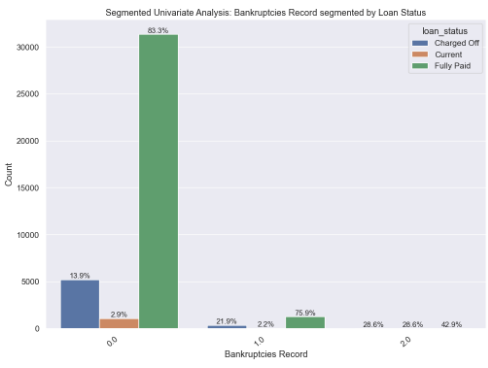 Segmented Univariate Analysis: Bankruptcies Record segmented by Loan Status
loan_status
Charged Off
Current
Fully Paid
83.3%
13.9%
2.9%
21.9%
2.2%
75.9%
28.6%
28.6%
42.9%
Count
30000
25000
20000
15000
10000
5000
0
0.0
1.0
2.0
Bankruptcies Record